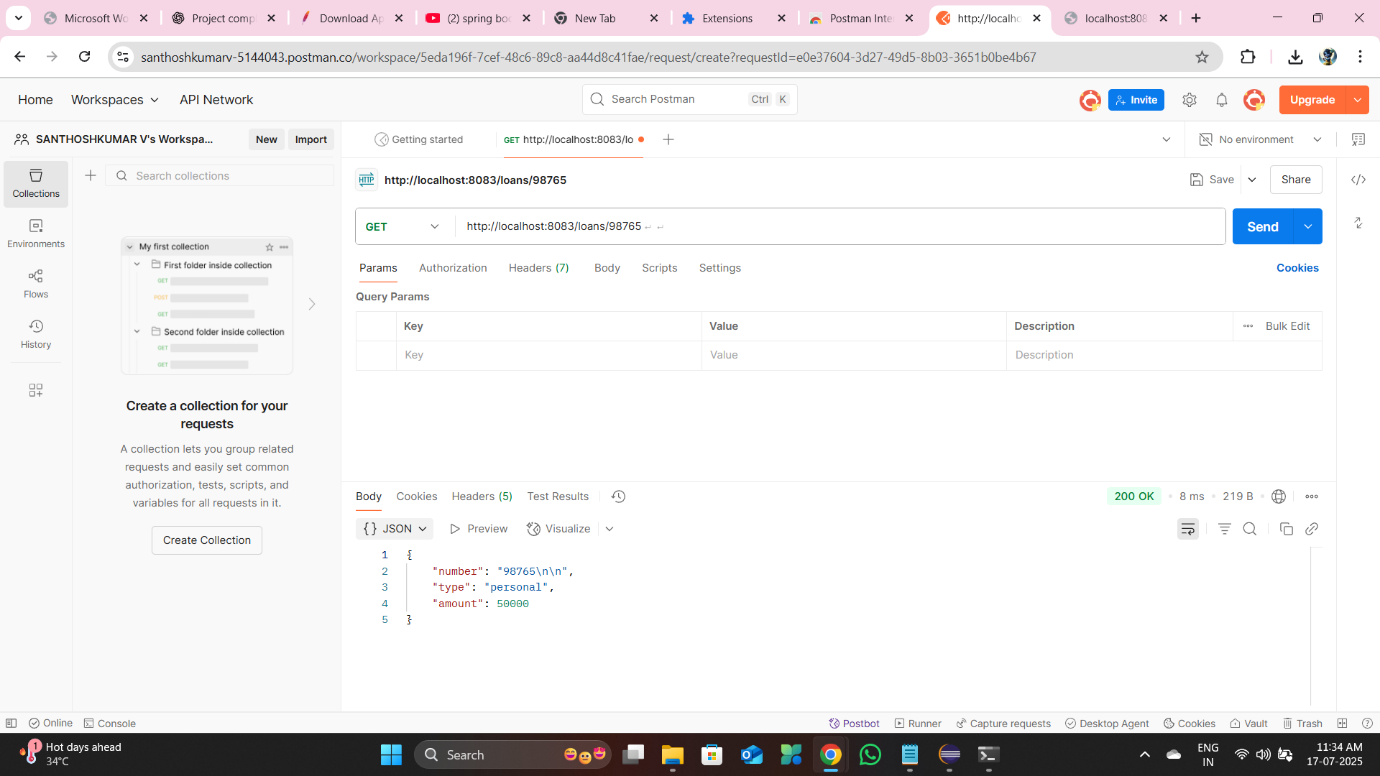 Microsoft Wo
Project comp
Download Ap
(2) spring boo
New Tab
Extensions
Postman Inte
http://localho
localhost:808
santhoshkumarv-5144043.postman.co/workspace/5eda196f-7cef-48c6-89c8-aa44d8c41fae/request/create?requestId=e0e37604-3d27-49d5-8b03-3651b0be4b67
Home Workspaces API Network
Search Postman Ctrl K
Invite
Upgrade
SANTHOSHKUMAR V's Workspa... New Import
Getting started
GET http://localhost:8083/lo
No environment
Collections
Search collections
HTTP http://localhost:8083/loans/98765
Save Share
Environments
Flows
History
My first collection
First folder inside collection
GET
POST
GET
Second folder inside collection
GET
GET
Create a collection for your
requests
A collection lets you group related
requests and easily set common
authorization, tests, scripts, and
variables for all requests in it.
Create Collection
GET http://localhost:8083/loans/98765 ↵ ↵
Send
Params Authorization Headers (7) Body Scripts Settings Cookies
Query Params
Key Value Description Bulk Edit
Key Value Description
Body Cookies Headers (5) Test Results
200 OK • 8 ms • 219 B
{} JSON Preview Visualize
1 {
2 "number": "98765\n\n",
3 "type": "personal",
4 "amount": 50000
5 }
Online Console
Postbot Runner Capture requests Desktop Agent Cookies Vault Trash
1
Hot days ahead
34°C
Search
ENG
IN
11:34 AM
17-07-2025